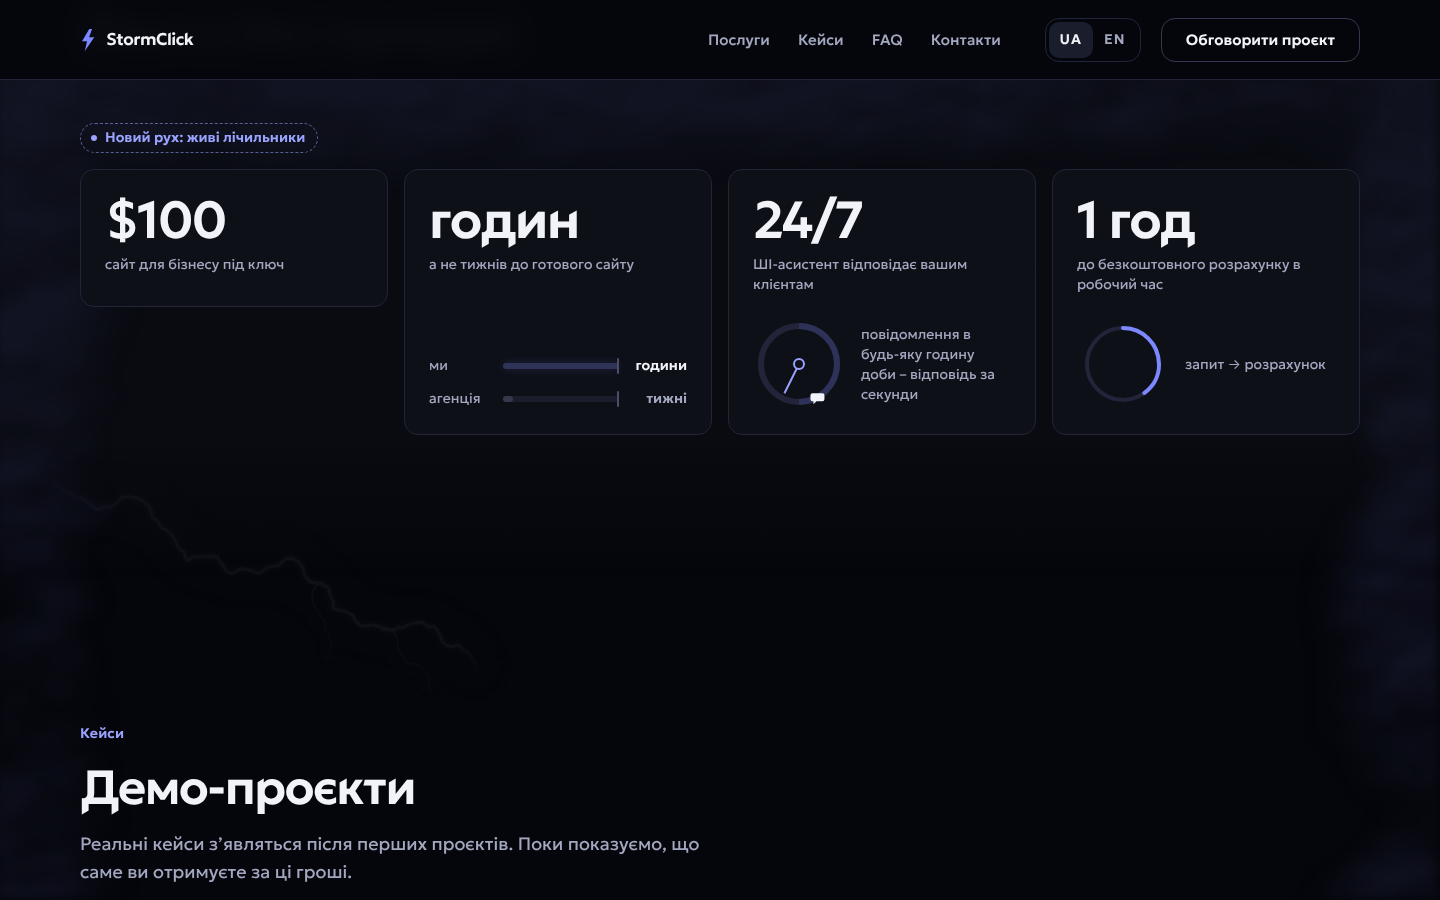 StormClick
Послуги
Кейси
FAQ
Контакти
UA
EN
Обговорити проєкт
Новий рух: живі лічильники
$100
сайт для бізнесу під ключ
годин
а не тижнів до готового сайту
ми
години
агенція
тижні
24/7
ШІ-асистент відповідає вашим
клієнтам
повідомлення в
будь-яку годину
доби – відповідь за
секунди
1 год
до безкоштовного розрахунку в
робочий час
запит → розрахунок
Кейси
Демо-проєкти
Реальні кейси з’являться після перших проєктів. Поки показуємо, що
саме ви отримуєте за ці гроші.